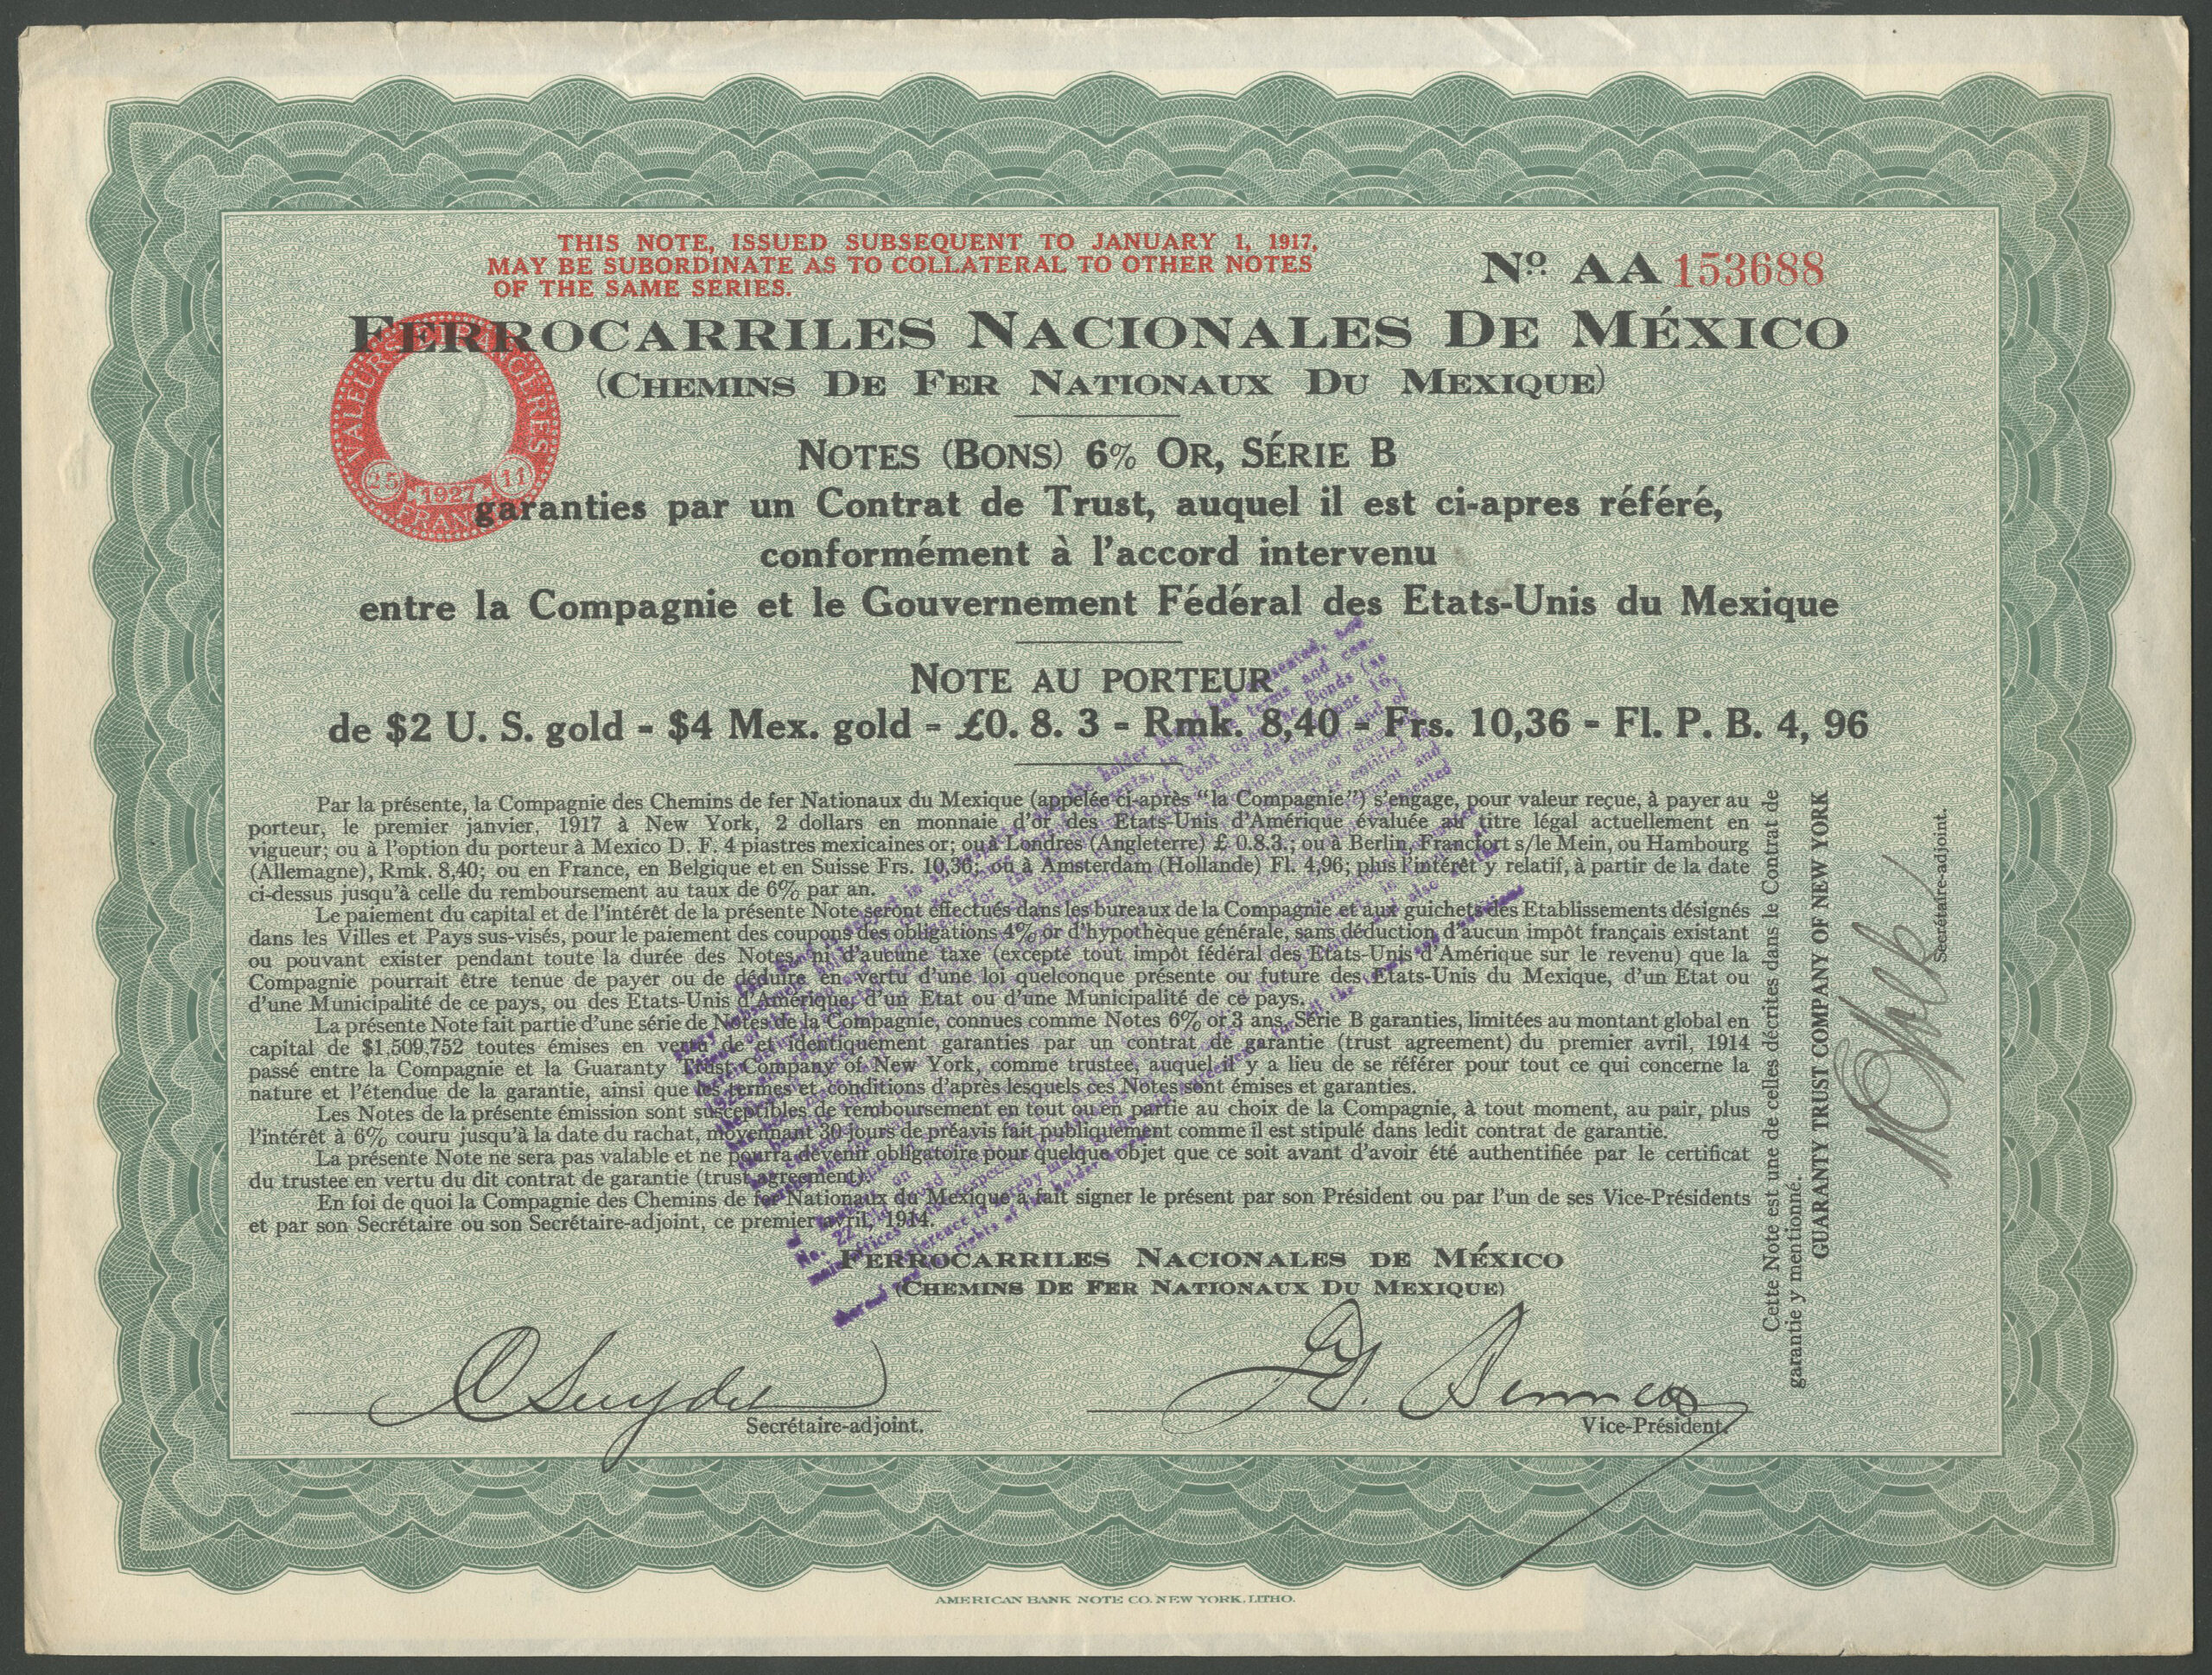 THIS NOTE, ISSUED SUBSEQUENT TO JANUARY 1, 1917,
MAY BE SUBORDINATE AS TO COLLATERAL TO OTHER NOTES
OF THE SAME SERIES.
Nº AA 153688
FERROCARRILES NACIONALES DE MÉXICO
(CHEMINS DE FER NATIONAUX DU MEXIQUE)
VALEURS ETRANGERES
25 1927 11
NOTES (BONS) 6% OR, SÉRIE B
garanties par un Contrat de Trust, auquel il est ci-apres référé,
conformément à l'accord intervenu
entre la Compagnie et le Gouvernement Fédéral des Etats-Unis du Mexique
NOTE AU PORTEUR
de $2 U. S. gold - $4 Mex. gold - £0. 8. 3 - Rmk. 8,40 - Frs. 10,36 - Fl. P. B. 4, 96
Par la présente, la Compagnie des Chemins de fer Nationaux du Mexique (appelée ci-après "la Compagnie") s'engage, pour valeur reçue, à payer au
porteur, le premier janvier, 1917 à New York, 2 dollars en monnaie d'or des Etats-Unis d'Amérique évaluée au titre légal actuellement en
vigueur; ou à l'option du porteur à Mexico D. F. 4 piastres mexicaines or; ou à Londres (Angleterre) £ 0.8.3.; ou à Berlin, Francfort s/le Mein, ou Hambourg
(Allemagne), Rmk. 8,40; ou en France, en Belgique et en Suisse Frs. 10,36; ou à Amsterdam (Hollande) Fl. 4,96; plus l'intérêt y relatif, à partir de la date
ci-dessus jusqu'à celle du remboursement au taux de 6% par an.
Le paiement du capital et de l'intérêt de la présente Note seront effectués dans les bureaux de la Compagnie et aux guichets des Etablissements désignés
dans les Villes et Pays sus-visés, pour le paiement des coupons des obligations 4% or d'hypothèque générale, sans déduction d'aucun impôt français existant
ou pouvant exister pendant toute la durée des Notes, ni d'aucune taxe (excepté tout impôt fédéral des Etats-Unis d'Amérique sur le revenu) que la
Compagnie pourrait être tenue de payer ou de déduire en vertu d'une loi quelconque présente ou future des Etats-Unis du Mexique, d'un Etat ou
d'une Municipalité de ce pays, ou des Etats-Unis d'Amérique, d'un Etat ou d'une Municipalité de ce pays.
La présente Note fait partie d'une série de Notes de la Compagnie, connues comme Notes 6% or 3 ans, Série B garanties, limitées au montant global en
capital de $1,509,752 toutes émises en vertu de et identiquement garanties par un contrat de garantie (trust agreement) du premier avril, 1914
passé entre la Compagnie et la Guaranty Trust Company of New York, comme trustee, auquel il y a lieu de se référer pour tout ce qui concerne la
nature et l'étendue de la garantie, ainsi que les termes et conditions d'après lesquels ces Notes sont émises et garanties.
Les Notes de la présente émission sont susceptibles de remboursement en tout ou en partie au choix de la Compagnie, à tout moment, au pair, plus
l'intérêt à 6% couru jusqu'à la date du rachat, moyennant 30 jours de préavis fait publiquement comme il est stipulé dans ledit contrat de garantie.
La présente Note ne sera pas valable et ne pourra devenir obligatoire pour quelque objet que ce soit avant d'avoir été authentifiée par le certificat
du trustee en vertu du dit contrat de garantie (trust agreement).
En foi de quoi la Compagnie des Chemins de fer Nationaux du Mexique a fait signer le présent par son Président ou par l'un de ses Vice-Présidents
et par son Secrétaire ou son Secrétaire-adjoint, ce premier avril, 1914.
FERROCARRILES NACIONALES DE MÉXICO
(CHEMINS DE FER NATIONAUX DU MEXIQUE)
Secrétaire-adjoint.
Vice-Président.
Cette Note est une de celles décrites dans le Contrat de
garantie y mentionné.
GUARANTY TRUST COMPANY OF NEW YORK
Secrétaire-adjoint.
AMERICAN BANK NOTE CO. NEW YORK, LITHO.